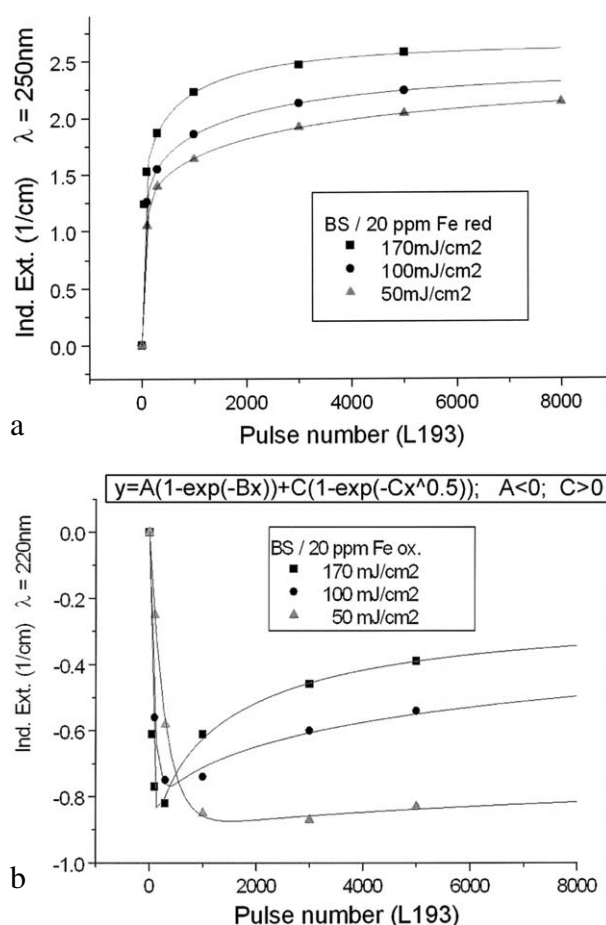 Ind. Ext. (1/cm) λ = 250nm
2.5
2.0
1.5
1.0
0.5
0.0
BS / 20 ppm Fe red
170mJ/cm2
100mJ/cm2
50mJ/cm2
0 2000 4000 6000 8000
Pulse number (L193)
a
y=A(1-exp(-Bx))+C(1-exp(-Cx^0.5)); A<0; C>0
Ind. Ext. (1/cm) λ = 220nm
0.0
-0.2
-0.4
-0.6
-0.8
-1.0
BS / 20 ppm Fe ox.
170 mJ/cm2
100 mJ/cm2
50 mJ/cm2
0 2000 4000 6000 8000
Pulse number (L193)
b